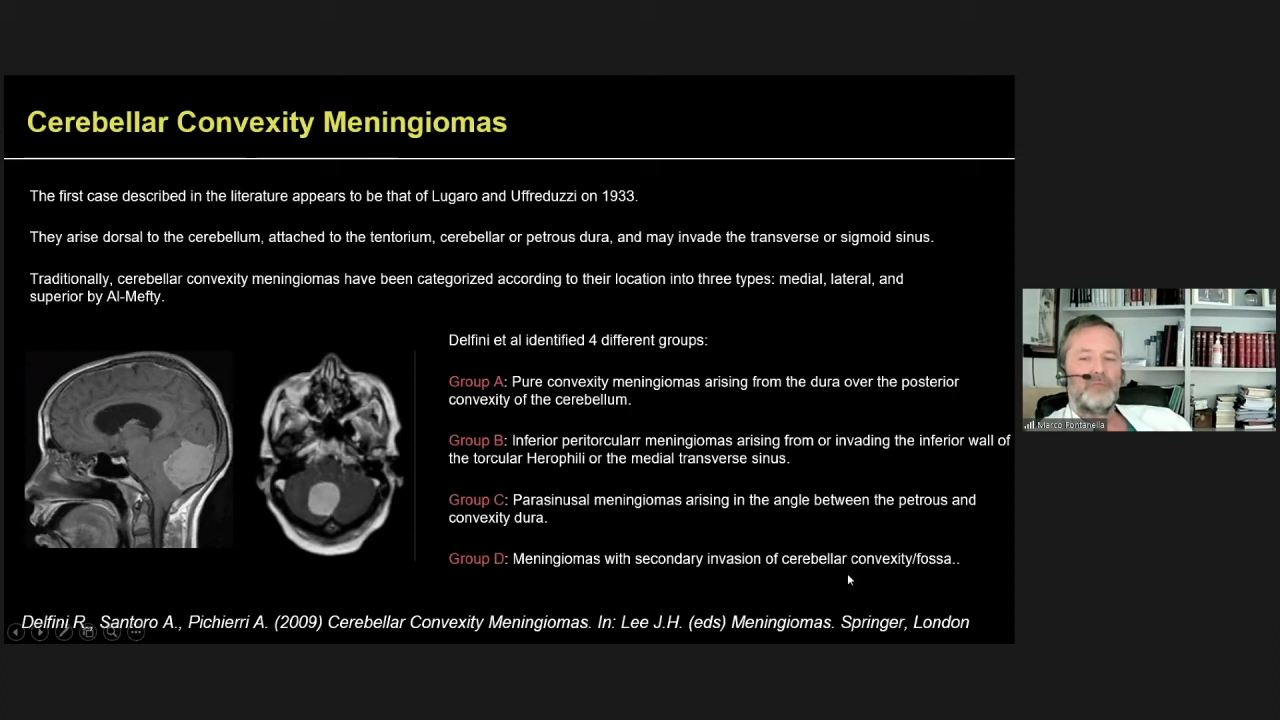 Cerebellar Convexity Meningiomas
The first case described in the literature appears to be that of Lugaro and Uffreduzzi on 1933.
They arise dorsal to the cerebellum, attached to the tentorium, cerebellar or petrous dura, and may invade the transverse or sigmoid sinus.
Traditionally, cerebellar convexity meningiomas have been categorized according to their location into three types: medial, lateral, and
superior by Al-Mefty.
Delfini et al identified 4 different groups:
Group A: Pure convexity meningiomas arising from the dura over the posterior
convexity of the cerebellum.
Group B: Inferior peritorcularr meningiomas arising from or invading the inferior wall of
the torcular Herophili or the medial transverse sinus.
Group C: Parasinusal meningiomas arising in the angle between the petrous and
convexity dura.
Group D: Meningiomas with secondary invasion of cerebellar convexity/fossa..
Delfini R., Santoro A., Pichierri A. (2009) Cerebellar Convexity Meningiomas. In: Lee J.H. (eds) Meningiomas. Springer, London
Marco Fontanella